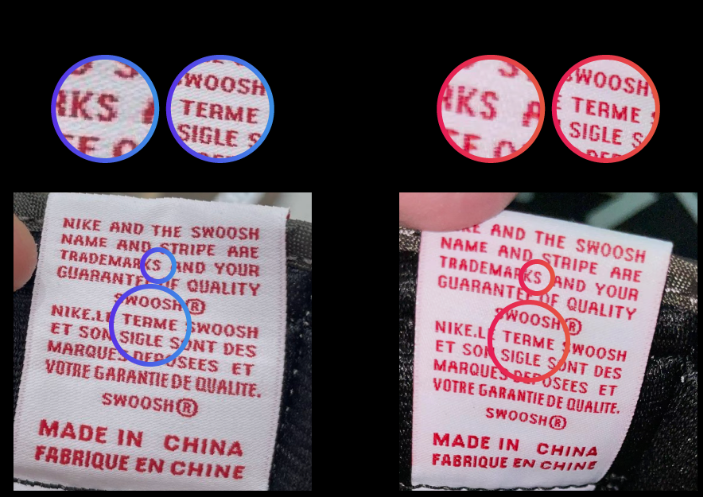 WOOSH
TERME
SIGLE S
WOOSH
TERME
SIGLE S
NIKE AND THE SWOOSH
NAME AND STRIPE ARE
TRADEMARKS AND YOUR
GUARANTEE OF QUALITY
SWOOSH®
NIKE.LE TERME SWOOSH
ET SON SIGLE SONT DES
MARQUES DEPOSEES ET
VOTRE GARANTIE DE QUALITE.
SWOOSH®
MADE IN CHINA
FABRIQUE EN CHINE
AND THE SWOOSH
NAME AND STRIPE ARE
TRADEMARKS AND YOUR
GUARANTEE OF QUALITY
SWOOSH®
NIKE.LE TERME SWOOSH
ET SON SIGLE SONT DES
MARQUES DEPOSEES ET
VOTRE GARANTIE DE QUALITE.
SWOOSH®
MADE IN CHINA
FABRIQUE EN CHINE